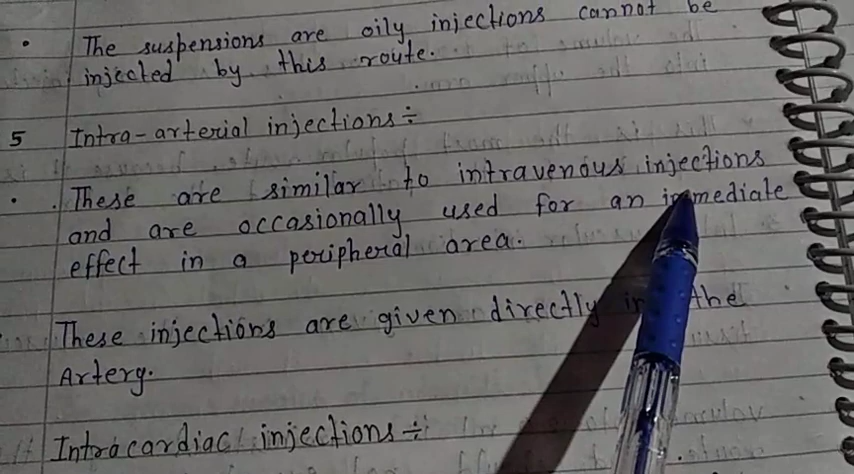 • The suspensions are oily injections cannot be
injected by this route.
5 Intra-arterial injections ÷
• These are similar to intravenous injections
and are occasionally used for an immediate
effect in a peripheral area.
These injections are given directly in the
Artery.
Intracardiac injections ÷